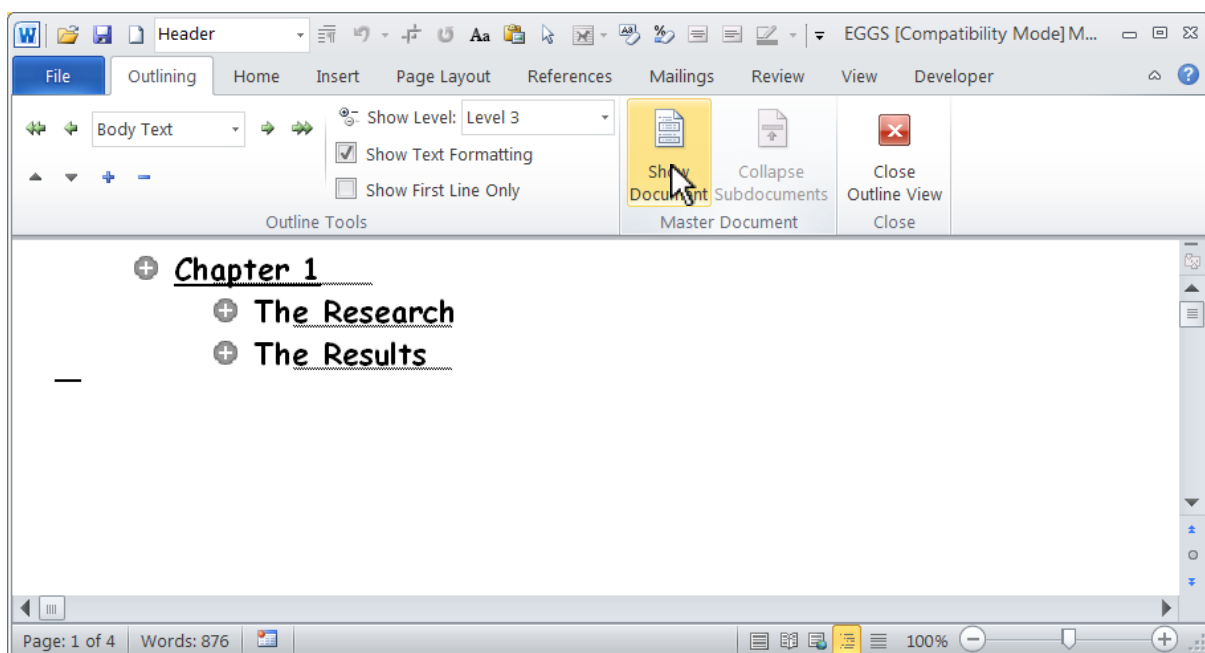 W Header Aa EGGS [Compatibility Mode] M...
File Outlining Home Insert Page Layout References Mailings Review View Developer
Body Text
Show Level: Level 3
Show Text Formatting
Show First Line Only
Outline Tools
Show Document
Collapse Subdocuments
Master Document
Close Outline View
Close
Chapter 1
The Research
The Results
Page: 1 of 4 Words: 876 100%